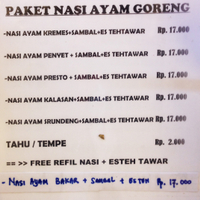 PAKET NASI AYAM GORENG
-NASI AYAM KREMES+SAMBAL+ES TEHTAWAR Rp. 17.000
-NASI AYAM PENYET +SAMBAL+ES TEHTAWAR Rp. 17.000
-NASI AYAM PRESTO +SAMBAL+ES TEHTAWAR Rp. 17.000
-NASI AYAM KALASAN+SAMBAL+ES TEHTAWAR Rp. 17.000
-NASI AYAM SRUNDENG+SAMBAL+ES TEHTAWAR Rp. 17.000
TAHU / TEMPE Rp. 2.000
== >> FREE REFIL NASI + ESTEH TAWAR
- NASI AYAM BAKAR + SAMBAL + ES TEH Rp. 17.000